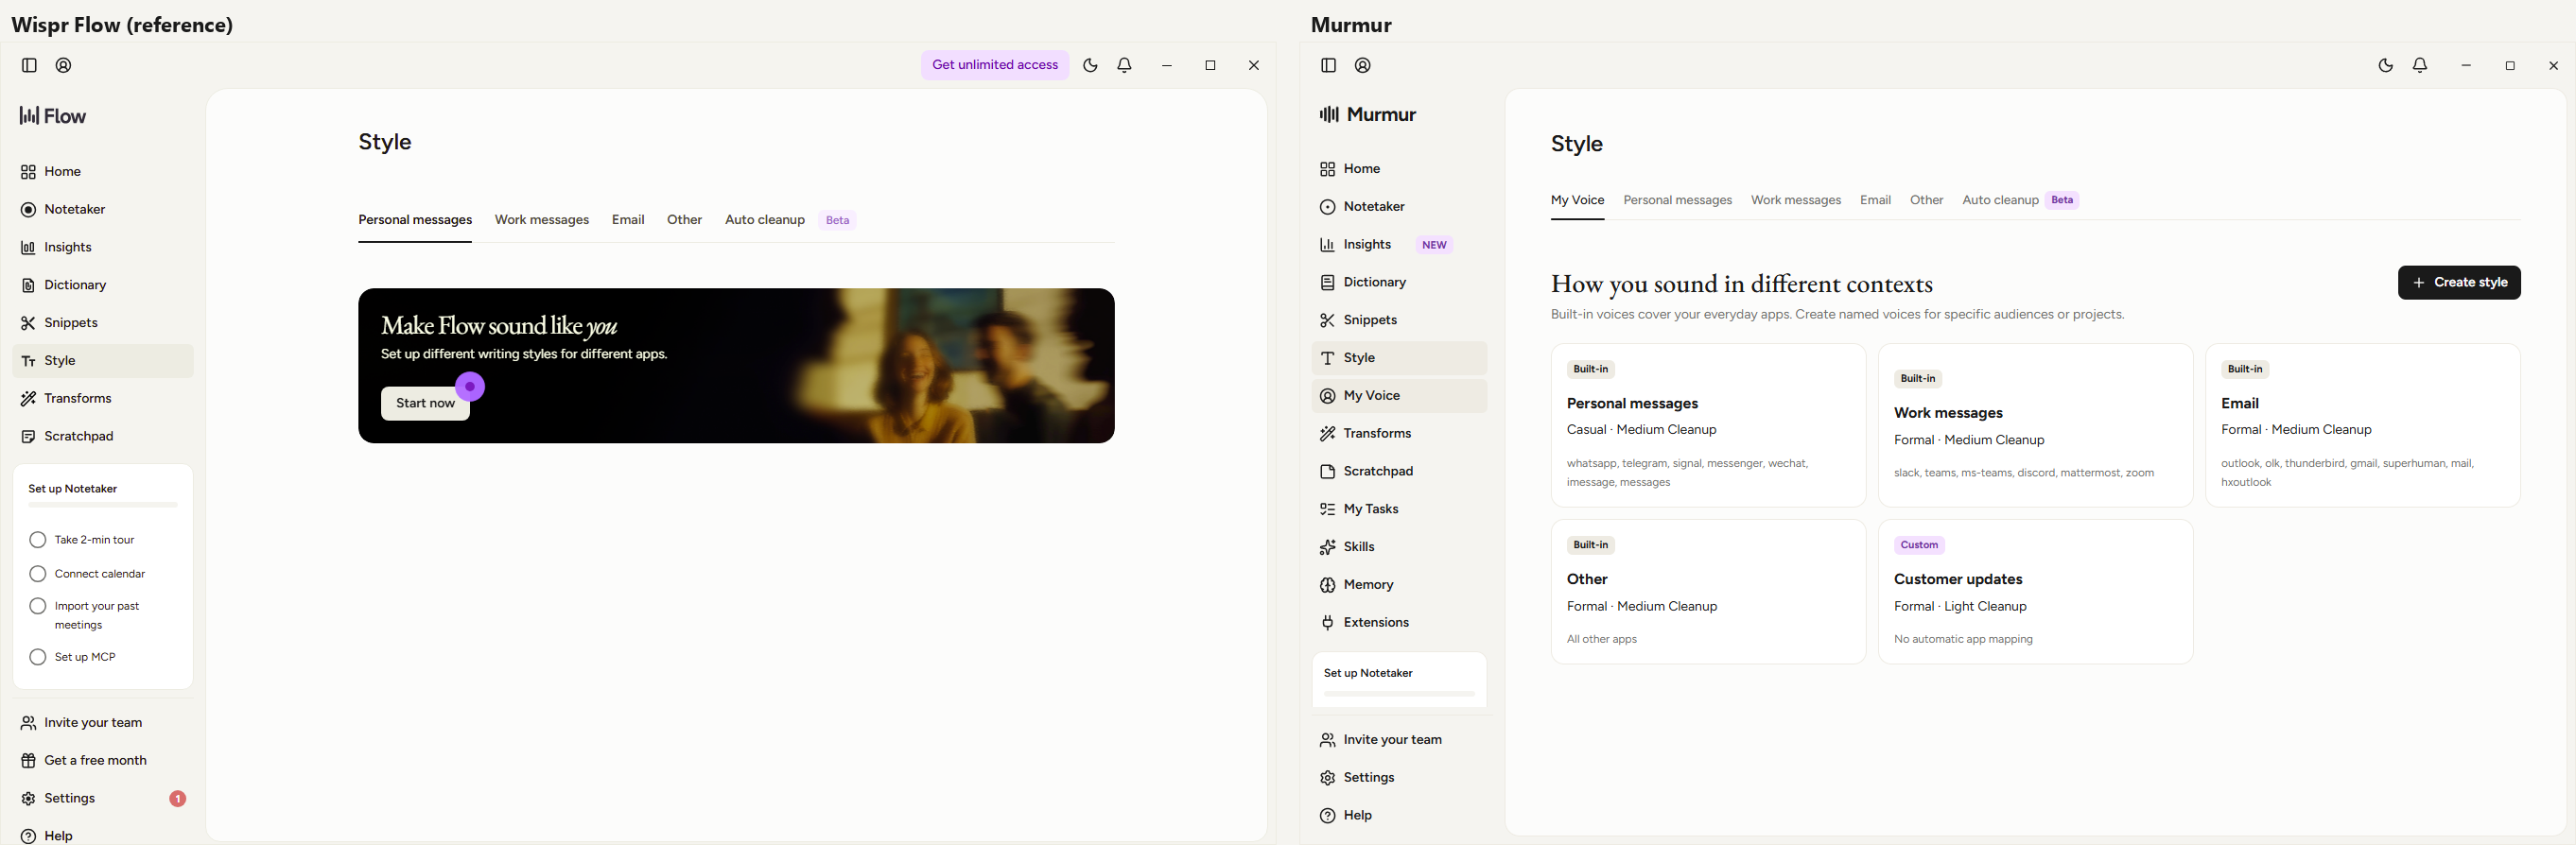 Wispr Flow (reference)
Get unlimited access
Flow
Home
Notetaker
Insights
Dictionary
Snippets
Style
Transforms
Scratchpad
Set up Notetaker
Take 2-min tour
Connect calendar
Import your past
meetings
Set up MCP
Invite your team
Get a free month
Settings 1
Help
Style
Personal messages Work messages Email Other Auto cleanup Beta
Make Flow sound like you
Set up different writing styles for different apps.
Start now
Murmur
Murmur
Home
Notetaker
Insights NEW
Dictionary
Snippets
Style
My Voice
Transforms
Scratchpad
My Tasks
Skills
Memory
Extensions
Set up Notetaker
Invite your team
Settings
Help
Style
My Voice Personal messages Work messages Email Other Auto cleanup Beta
How you sound in different contexts
Built-in voices cover your everyday apps. Create named voices for specific audiences or projects.
+ Create style
Built-in
Personal messages
Casual · Medium Cleanup
whatsapp, telegram, signal, messenger, wechat,
imessage, messages
Built-in
Work messages
Formal · Medium Cleanup
slack, teams, ms-teams, discord, mattermost, zoom
Built-in
Email
Formal · Medium Cleanup
outlook, olk, thunderbird, gmail, superhuman, mail,
hxoutlook
Built-in
Other
Formal · Medium Cleanup
All other apps
Custom
Customer updates
Formal · Light Cleanup
No automatic app mapping